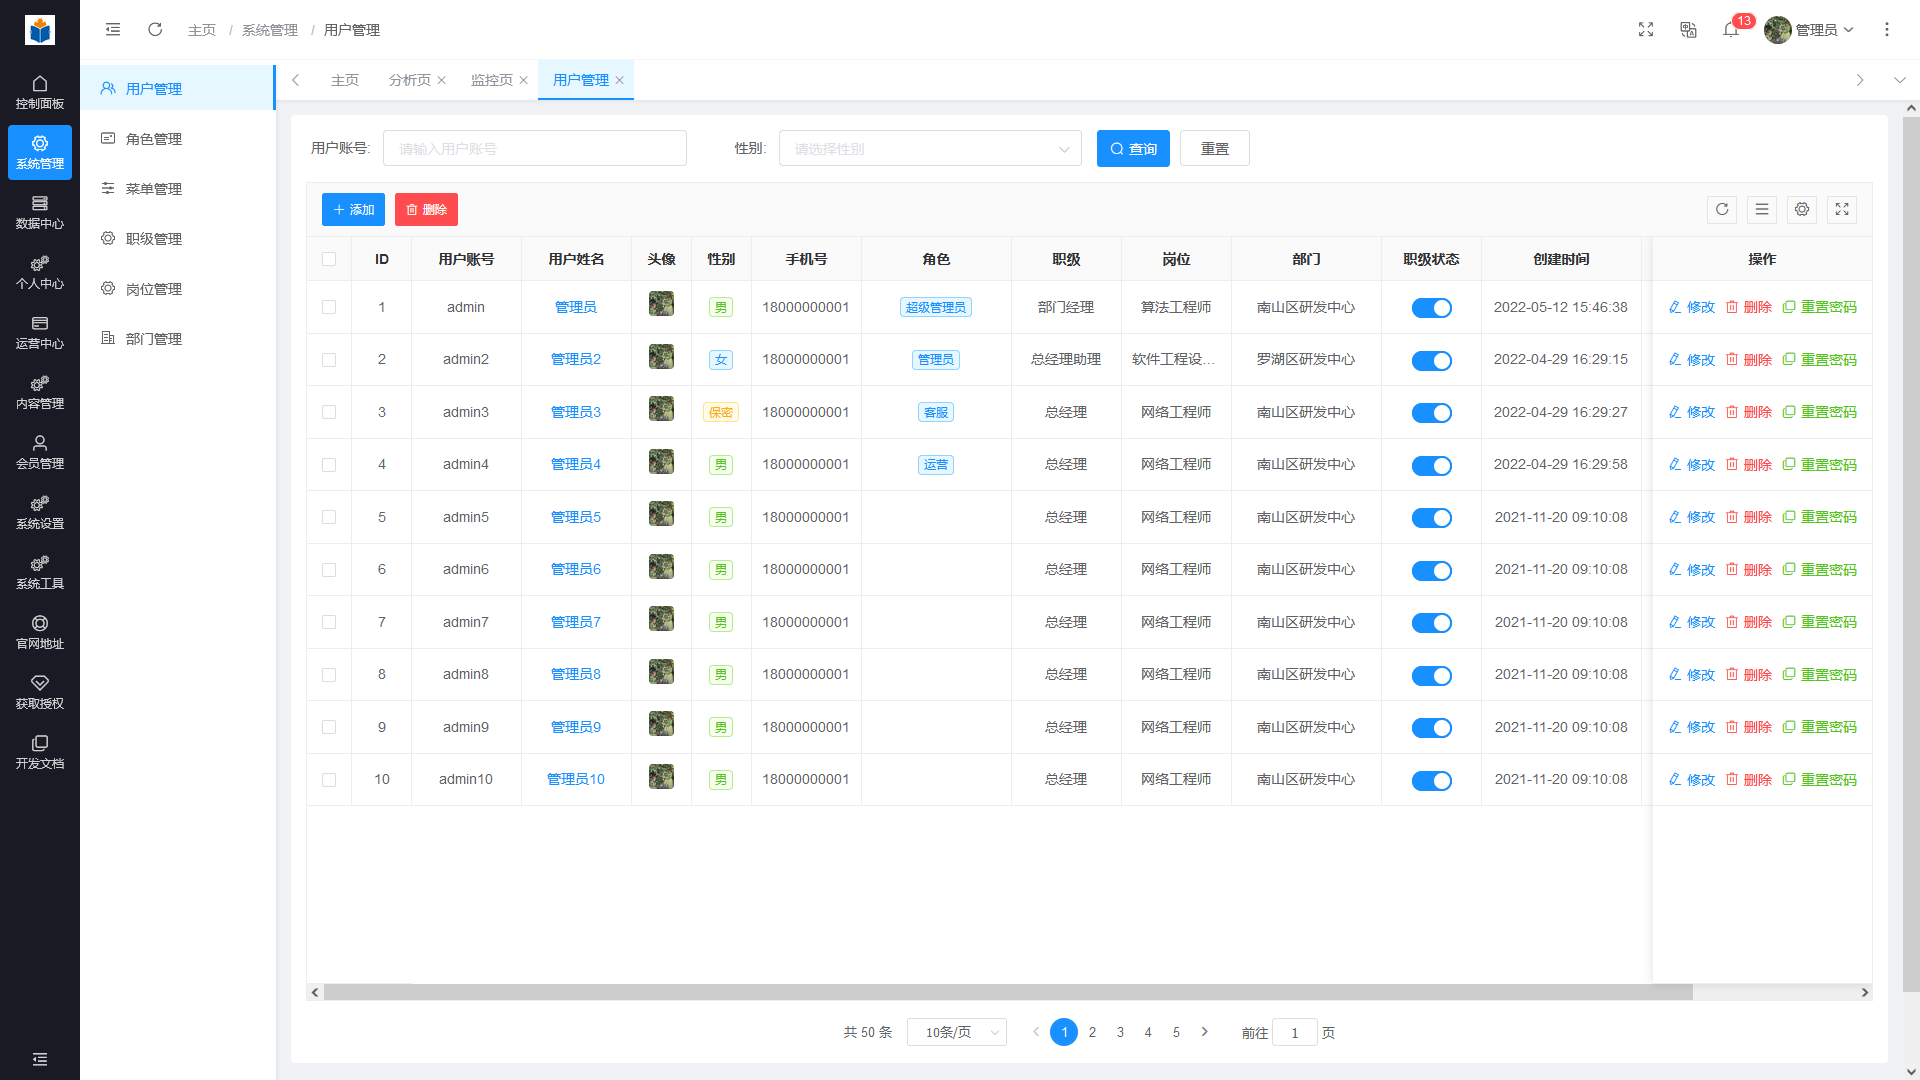 主页 / 系统管理 / 用户管理
13
管理员
控制面板
系统管理
数据中心
个人中心
运营中心
内容管理
会员管理
系统设置
系统工具
官网地址
获取授权
开发文档
用户管理
角色管理
菜单管理
职级管理
岗位管理
部门管理
主页 分析页 监控页 用户管理
用户账号: 请输入用户账号 性别: 请选择性别 查询 重置
添加 删除
ID 用户账号 用户姓名 头像 性别 手机号 角色 职级 岗位 部门 职级状态 创建时间 操作
1 admin 管理员 男 18000000001 超级管理员 部门经理 算法工程师 南山区研发中心 2022-05-12 15:46:38 修改 删除 重置密码
2 admin2 管理员2 女 18000000001 管理员 总经理助理 软件工程设... 罗湖区研发中心 2022-04-29 16:29:15 修改 删除 重置密码
3 admin3 管理员3 保密 18000000001 客服 总经理 网络工程师 南山区研发中心 2022-04-29 16:29:27 修改 删除 重置密码
4 admin4 管理员4 男 18000000001 运营 总经理 网络工程师 南山区研发中心 2022-04-29 16:29:58 修改 删除 重置密码
5 admin5 管理员5 男 18000000001 总经理 网络工程师 南山区研发中心 2021-11-20 09:10:08 修改 删除 重置密码
6 admin6 管理员6 男 18000000001 总经理 网络工程师 南山区研发中心 2021-11-20 09:10:08 修改 删除 重置密码
7 admin7 管理员7 男 18000000001 总经理 网络工程师 南山区研发中心 2021-11-20 09:10:08 修改 删除 重置密码
8 admin8 管理员8 男 18000000001 总经理 网络工程师 南山区研发中心 2021-11-20 09:10:08 修改 删除 重置密码
9 admin9 管理员9 男 18000000001 总经理 网络工程师 南山区研发中心 2021-11-20 09:10:08 修改 删除 重置密码
10 admin10 管理员10 男 18000000001 总经理 网络工程师 南山区研发中心 2021-11-20 09:10:08 修改 删除 重置密码
共 50 条 10条/页 1 2 3 4 5 前往 1 页